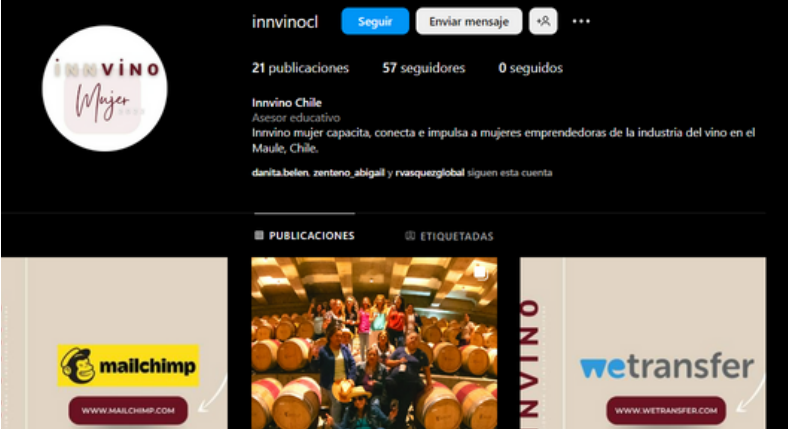 innvinocl Seguir Enviar mensaje
21 publicaciones 57 seguidores 0 seguidos
INNVINO
Mujer
Innvino Chile
Asesor educativo
Innvino mujer capacita, conecta e impulsa a mujeres emprendedoras de la industria del vino en el
Maule, Chile.
danita.belen, zenteno_abigail y rvasquezglobal siguen esta cuenta
PUBLICACIONES ETIQUETADAS
mailchimp
WWW.MAILCHIMP.COM
NVINO
wetransfer
WWW.WETRANSFER.COM